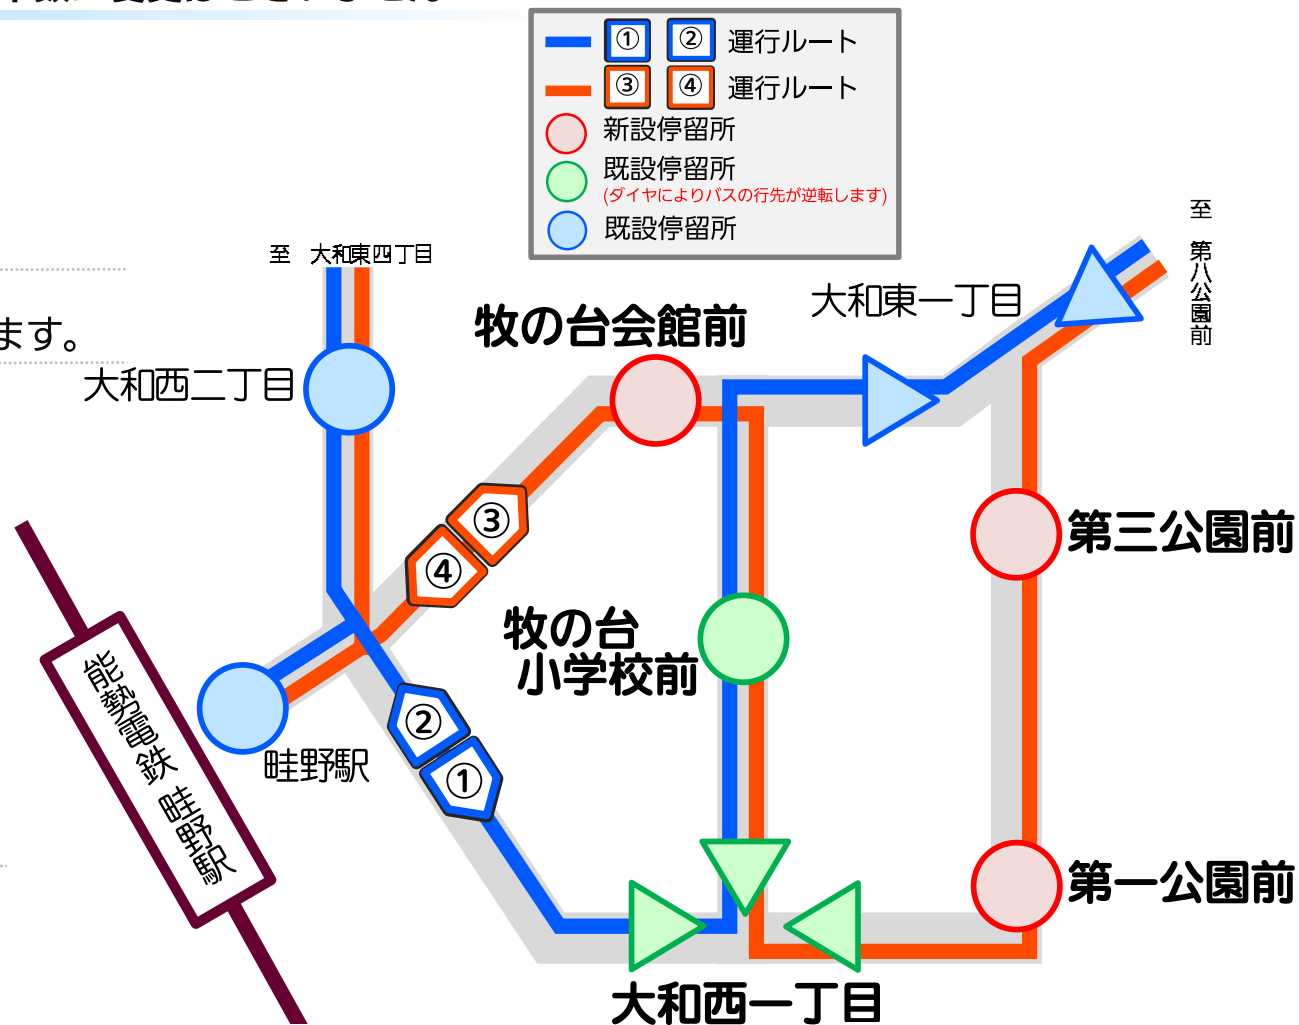 ① ② 運行ルート
③ ④ 運行ルート
新設停留所
既設停留所
(ダイヤによりバスの行先が逆転します)
既設停留所
至 第八公園前
至 大和東四丁目
大和東一丁目
牧の台会館前
ます。
大和西二丁目
③
④
第三公園前
牧の台
小学校前
能勢電鉄 畦野駅
②
畦野駅
①
第一公園前
大和西一丁目